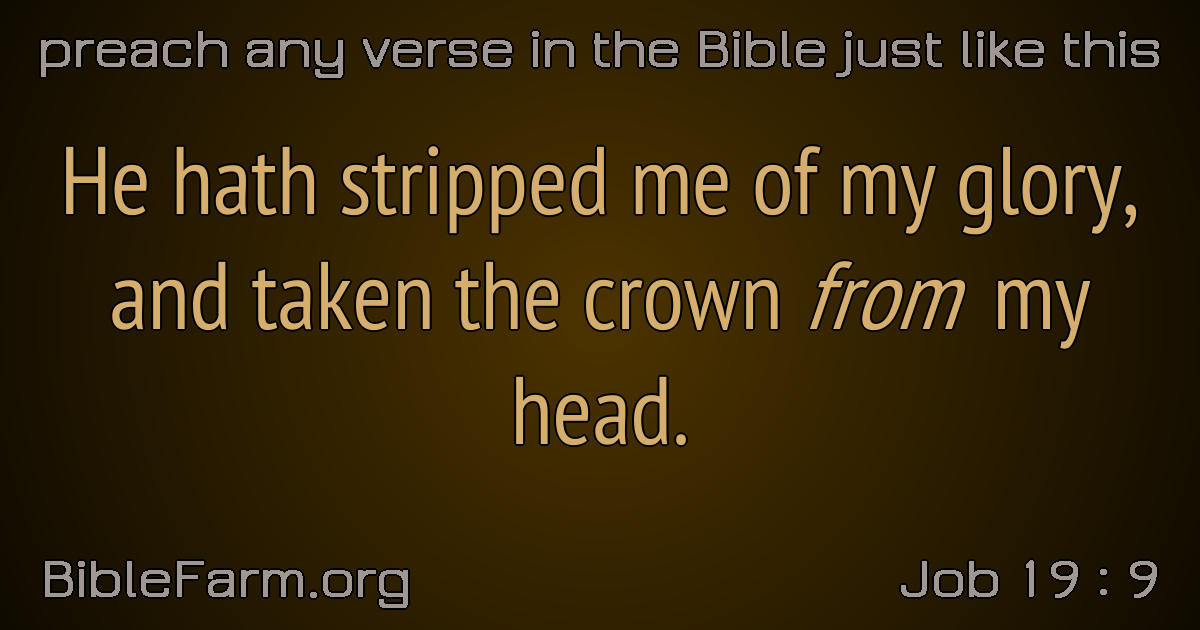 preach any verse in the Bible just like this
He hath stripped me of my glory,
and taken the crown from my
head.
BibleFarm.org
Job 19 : 9